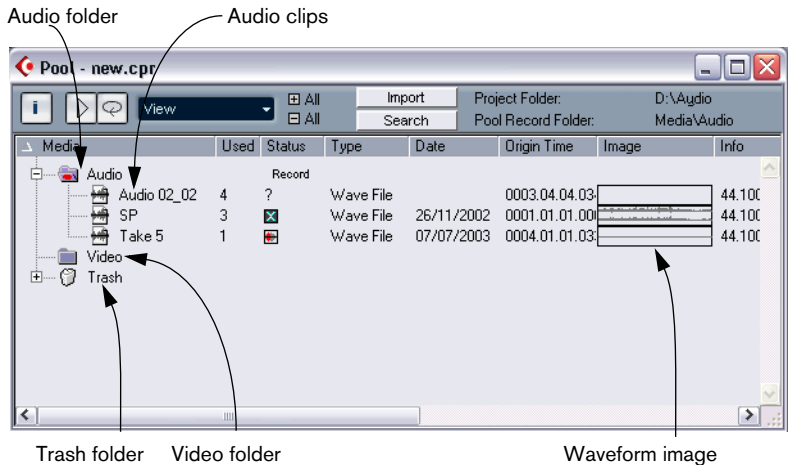 Audio folder Audio clips
Pool - new.cpr
i View All Import Project Folder: D:\Audio
All Search Pool Record Folder: Media\Audio
Media Used Status Type Date Origin Time Image Info
Audio Record
Audio 02_02 4 ? Wave File 0003.04.04.03 44.100
SP 3 Wave File 26/11/2002 0001.01.01.00 44.100
Take 5 1 Wave File 07/07/2003 0004.01.01.03 44.100
Video
Trash
Trash folder Video folder Waveform image